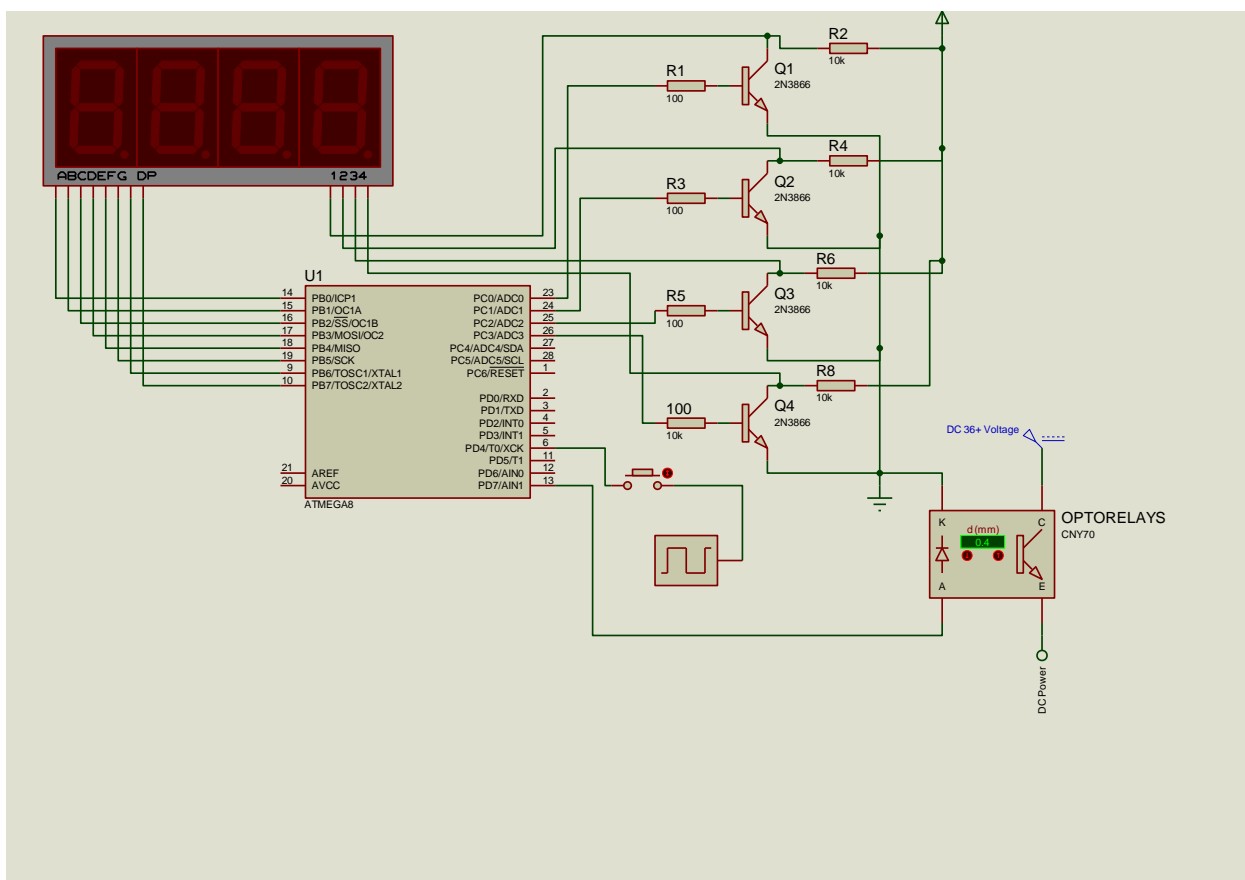 R2
10k
R1
100
Q1
2N3866
R4
10k
ABCDEFG DP
1234
R3
100
Q2
2N3866
R6
10k
U1
R5
100
Q3
2N3866
14 PB0/ICP1
15 PB1/OC1A
16 PB2/SS/OC1B
17 PB3/MOSI/OC2
18 PB4/MISO
19 PB5/SCK
9 PB6/TOSC1/XTAL1
10 PB7/TOSC2/XTAL2
21 AREF
20 AVCC
PC0/ADC0 23
PC1/ADC1 24
PC2/ADC2 25
PC3/ADC3 26
PC4/ADC4/SDA 27
PC5/ADC5/SCL 28
PC6/RESET 1
PD0/RXD 2
PD1/TXD 3
PD2/INT0 4
PD3/INT1 5
PD4/T0/XCK 6
PD5/T1 11
PD6/AIN0 12
PD7/AIN1 13
ATMEGA8
R8
10k
100
10k
Q4
2N3866
DC 36+ Voltage
OPTORELAYS
CNY70
K
C
d(mm)
0.4
A
E
DC Power